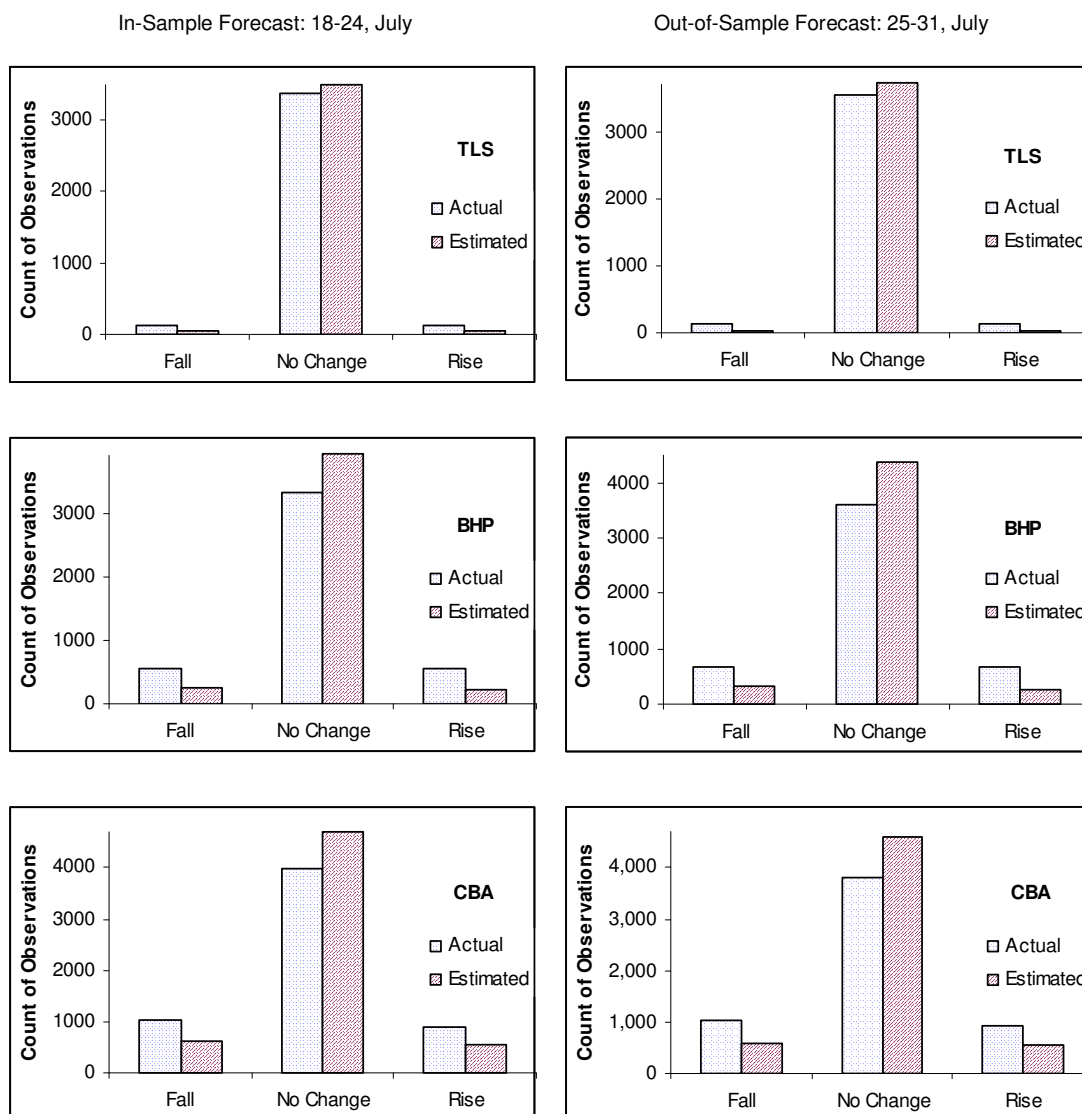 In-Sample Forecast: 18-24, July
Out-of-Sample Forecast: 25-31, July
Count of Observations
3000
2000
1000
0
Fall
No Change
Rise
TLS
Actual
Estimated
Count of Observations
3000
2000
1000
0
Fall
No Change
Rise
TLS
Actual
Estimated
Count of Observations
3000
2000
1000
0
Fall
No Change
Rise
BHP
Actual
Estimated
Count of Observations
4000
3000
2000
1000
0
Fall
No Change
Rise
BHP
Actual
Estimated
Count of Observations
4000
3000
2000
1000
0
Fall
No Change
Rise
CBA
Actual
Estimated
Count of Observations
4,000
3,000
2,000
1,000
0
Fall
No Change
Rise
CBA
Actual
Estimated